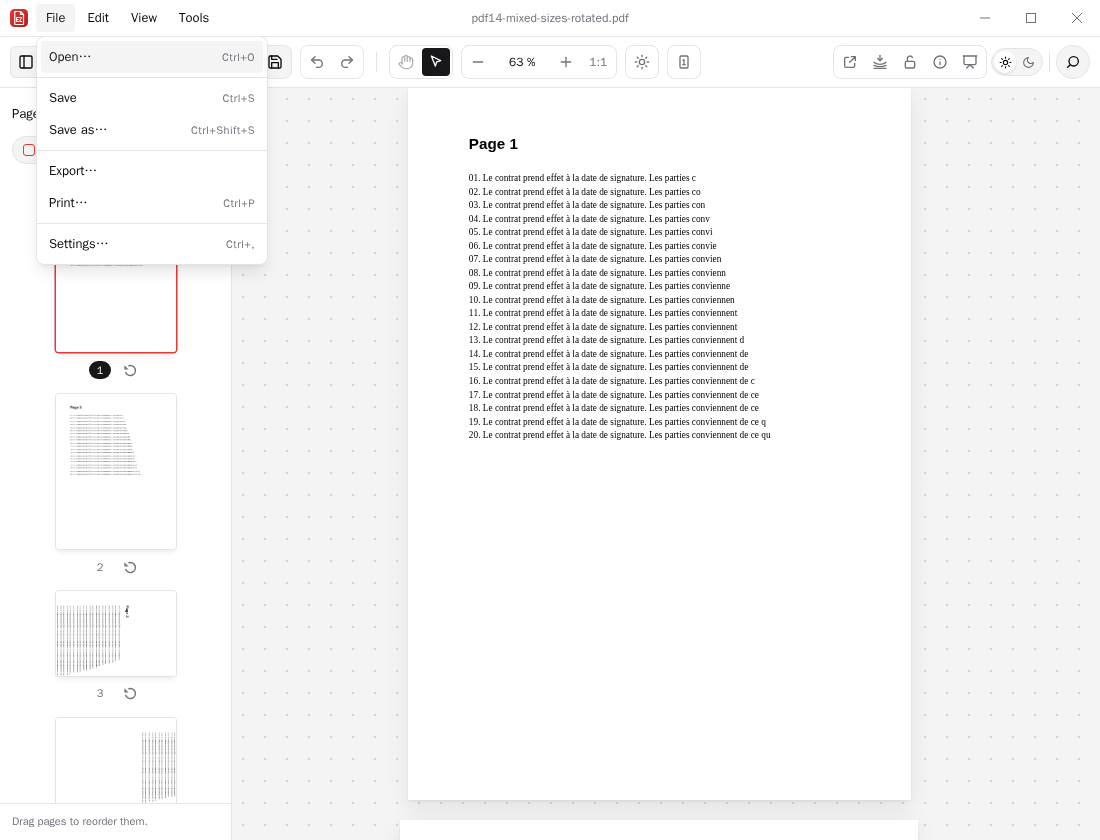 File Edit View Tools pdf14-mixed-sizes-rotated.pdf
Open··· Ctrl+O
Save Ctrl+S
Save as··· Ctrl+Shift+S
Export···
Print··· Ctrl+P
Settings··· Ctrl+,
63 % 1:1
1
Page 1
01. Le contrat prend effet à la date de signature. Les parties c
02. Le contrat prend effet à la date de signature. Les parties co
03. Le contrat prend effet à la date de signature. Les parties con
04. Le contrat prend effet à la date de signature. Les parties conv
05. Le contrat prend effet à la date de signature. Les parties convi
06. Le contrat prend effet à la date de signature. Les parties convie
07. Le contrat prend effet à la date de signature. Les parties convien
08. Le contrat prend effet à la date de signature. Les parties convienn
09. Le contrat prend effet à la date de signature. Les parties convienne
10. Le contrat prend effet à la date de signature. Les parties conviennen
11. Le contrat prend effet à la date de signature. Les parties conviennent
12. Le contrat prend effet à la date de signature. Les parties conviennent
13. Le contrat prend effet à la date de signature. Les parties conviennent d
14. Le contrat prend effet à la date de signature. Les parties conviennent de
15. Le contrat prend effet à la date de signature. Les parties conviennent de
16. Le contrat prend effet à la date de signature. Les parties conviennent de c
17. Le contrat prend effet à la date de signature. Les parties conviennent de ce
18. Le contrat prend effet à la date de signature. Les parties conviennent de ce
19. Le contrat prend effet à la date de signature. Les parties conviennent de ce q
20. Le contrat prend effet à la date de signature. Les parties conviennent de ce qu
1
Page 2
2
3
Drag pages to reorder them.